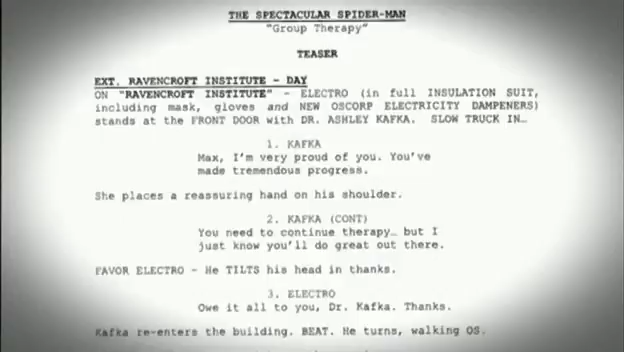 THE SPECTACULAR SPIDER-MAN
"Group Therapy"
TEASER
EXT. RAVENCROFT INSTITUTE - DAY
ON "RAVENCROFT INSTITUTE" - ELECTRO (in full INSULATION SUIT,
including mask, gloves and NEW OSCORP ELECTRICITY DAMPENERS)
stands at the FRONT DOOR with DR. ASHLEY KAFKA. SLOW TRUCK IN…
1. KAFKA
Max, I'm very proud of you. You've
made tremendous progress.
She places a reassuring hand on his shoulder.
2. KAFKA (CONT)
You need to continue therapy… but I
just know you'll do great out there.
FAVOR ELECTRO - He TILTS his head in thanks.
3. ELECTRO
Owe it all to you, Dr. Kafka. Thanks.
Kafka re-enters the building. BEAT. He turns, walking OS.